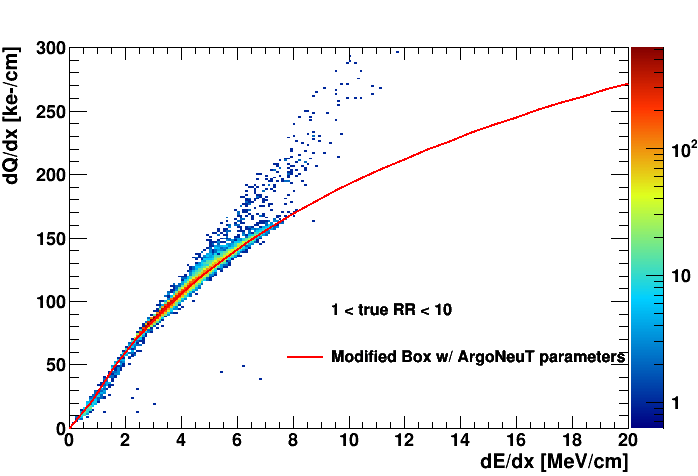 dQ/dx [ke-/cm]
300
250
200
150
100
50
0
0 2 4 6 8 10 12 14 16 18 20
dE/dx [MeV/cm]
1 < true RR < 10
Modified Box w/ ArgoNeuT parameters
10²
10
1